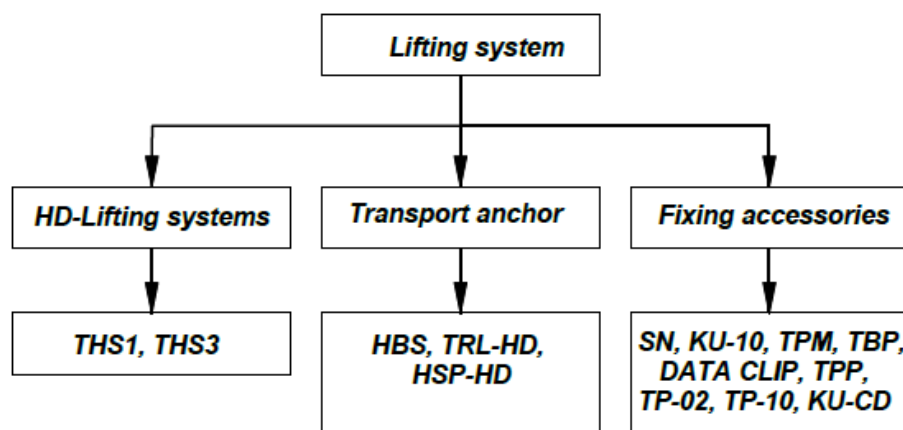 Lifting system
HD-Lifting systems
Transport anchor
Fixing accessories
THS1, THS3
HBS, TRL-HD,
HSP-HD
SN, KU-10, TPM, TBP,
DATA CLIP, TPP,
TP-02, TP-10, KU-CD